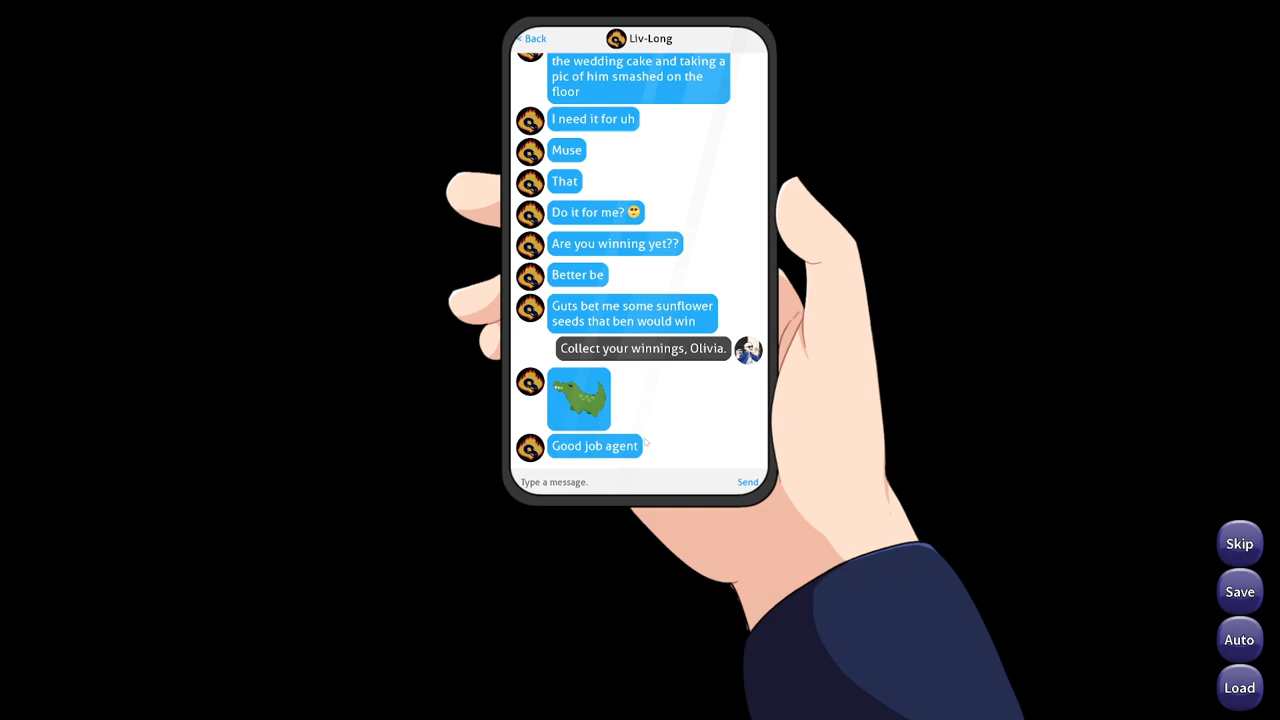 < Back
Liv-Long
the wedding cake and taking a
pic of him smashed on the
floor
I need it for uh
Muse
That
Do it for me? 🥺
Are you winning yet??
Better be
Guts bet me some sunflower
seeds that ben would win
Collect your winnings, Olivia.
Good job agent
Type a message.
Send
Skip
Save
Auto
Load